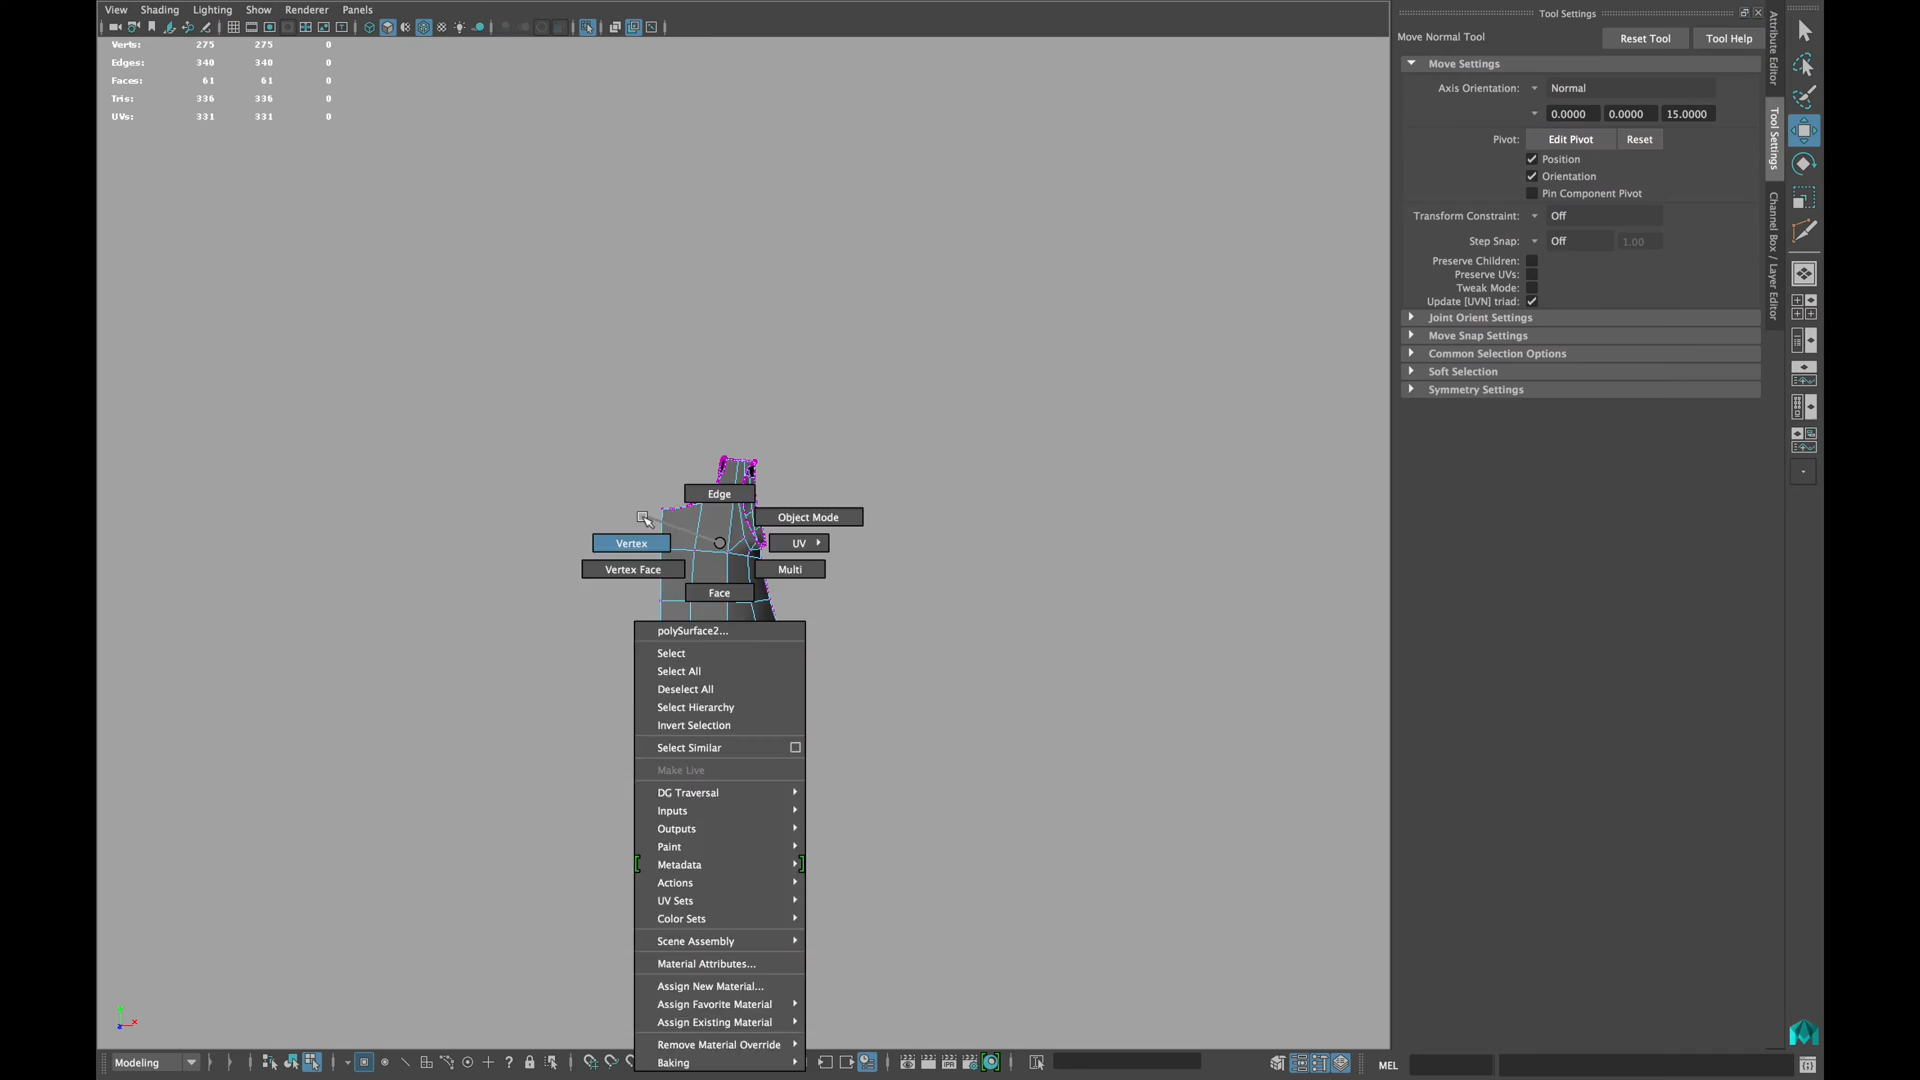 View Shading Lighting Show Renderer Panels
Verts: 275 275 0
Edges: 340 340 0
Faces: 61 61 0
Tris: 336 336 0
UVs: 331 331 0
Edge
Object Mode
Vertex
UV
Vertex Face
Multi
Face
polySurface2...
Select
Select All
Deselect All
Select Hierarchy
Invert Selection
Select Similar
Make Live
DG Traversal
Inputs
Outputs
Paint
Metadata
Actions
UV Sets
Color Sets
Scene Assembly
Material Attributes...
Assign New Material...
Assign Favorite Material
Assign Existing Material
Remove Material Override
Baking
Tool Settings
Move Normal Tool Reset Tool Tool Help
Move Settings
Axis Orientation: Normal
0.0000 0.0000 15.0000
Pivot: Edit Pivot Reset
Position
Orientation
Pin Component Pivot
Transform Constraint: Off
Step Snap: Off 1.00
Preserve Children:
Preserve UVs:
Tweak Mode:
Update [UVN] triad:
Joint Orient Settings
Move Snap Settings
Common Selection Options
Soft Selection
Symmetry Settings
Attribute Editor
Tool Settings
Channel Box / Layer Editor
Modeling
IPR
MEL